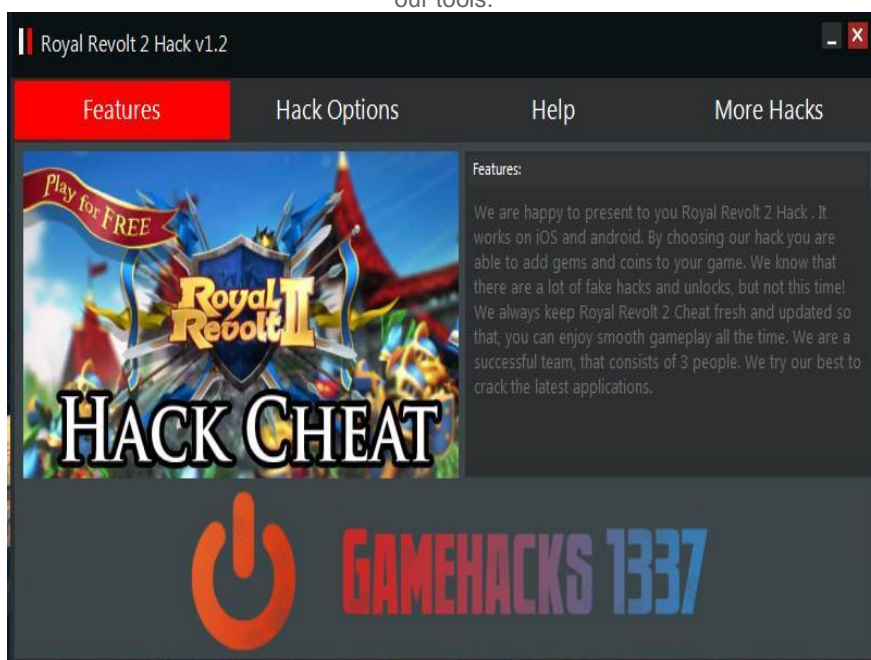 our tools.
Royal Revolt 2 Hack v1.2
Features Hack Options Help More Hacks
Play for FREE
Royal
Revolt II
HACK CHEAT
Features:
We are happy to present to you Royal Revolt 2 Hack . It
works on iOS and android. By choosing our hack you are
able to add gems and coins to your game. We know that
there are a lot of fake hacks and unlocks, but not this time!
We always keep Royal Revolt 2 Cheat fresh and updated so
that, you can enjoy smooth gameplay all the time. We are a
successful team, that consists of 3 people. We try our best to
crack the latest applications.
GAMEHACKS 1337